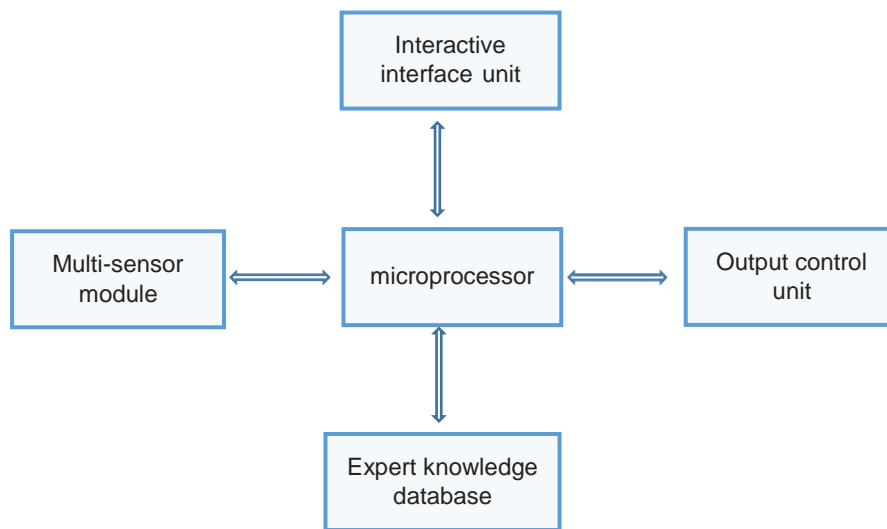 Interactive
interface unit
Multi-sensor
module
microprocessor
Output control
unit
Expert knowledge
database